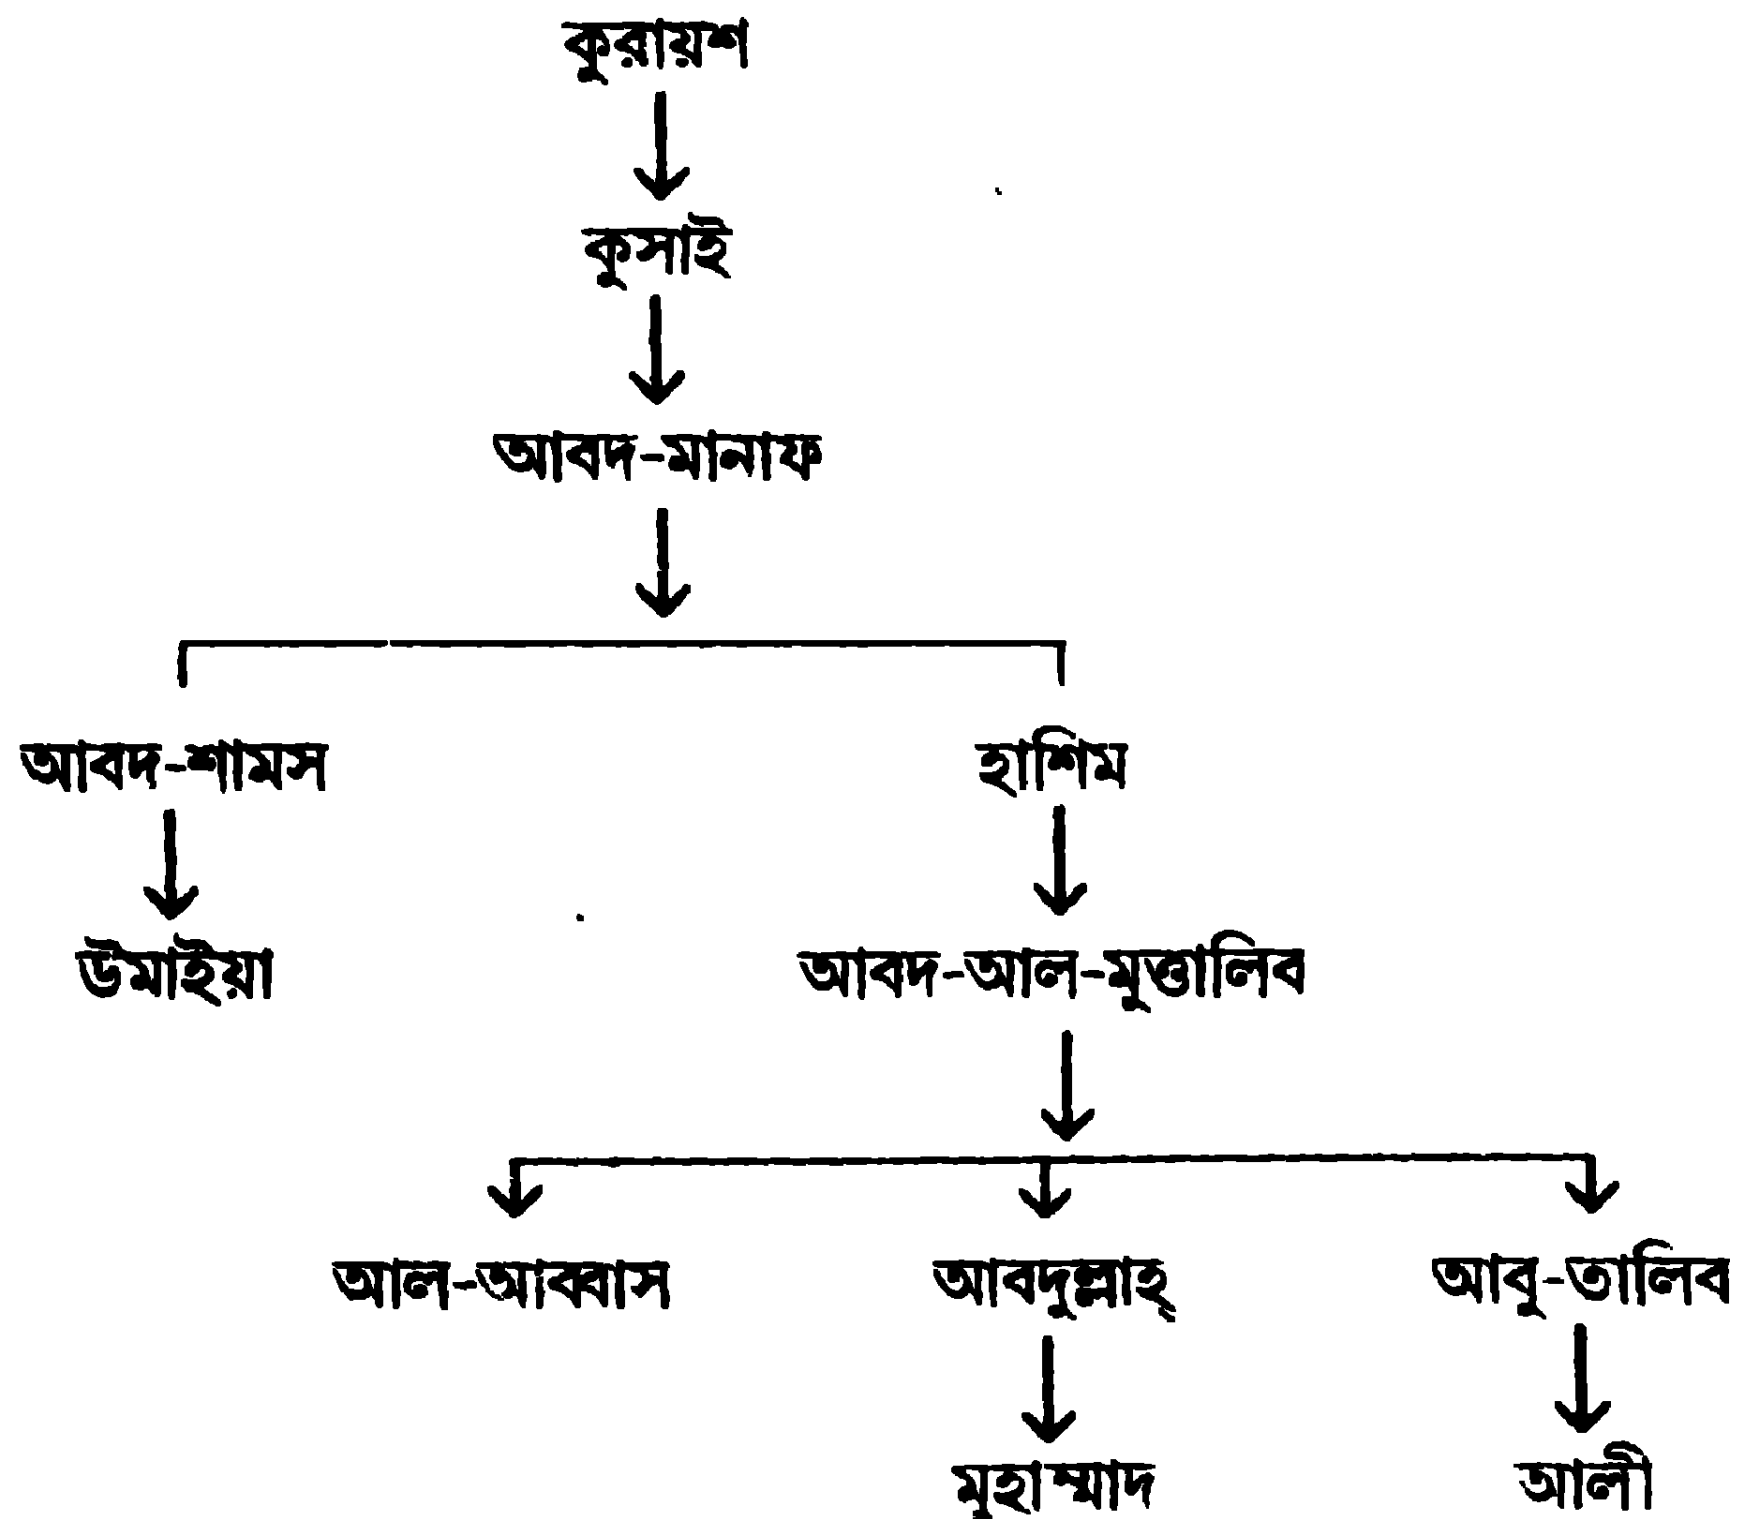 কুরায়শ
কুসাই
আবদ-মানাফ
আবদ-শামস হাশিম
উমাইয়া আবদ-আল-মুত্তালিব
আল-আব্বাস আবদুল্লাহ্ আবু-তালিব
মুহাম্মাদ আলী